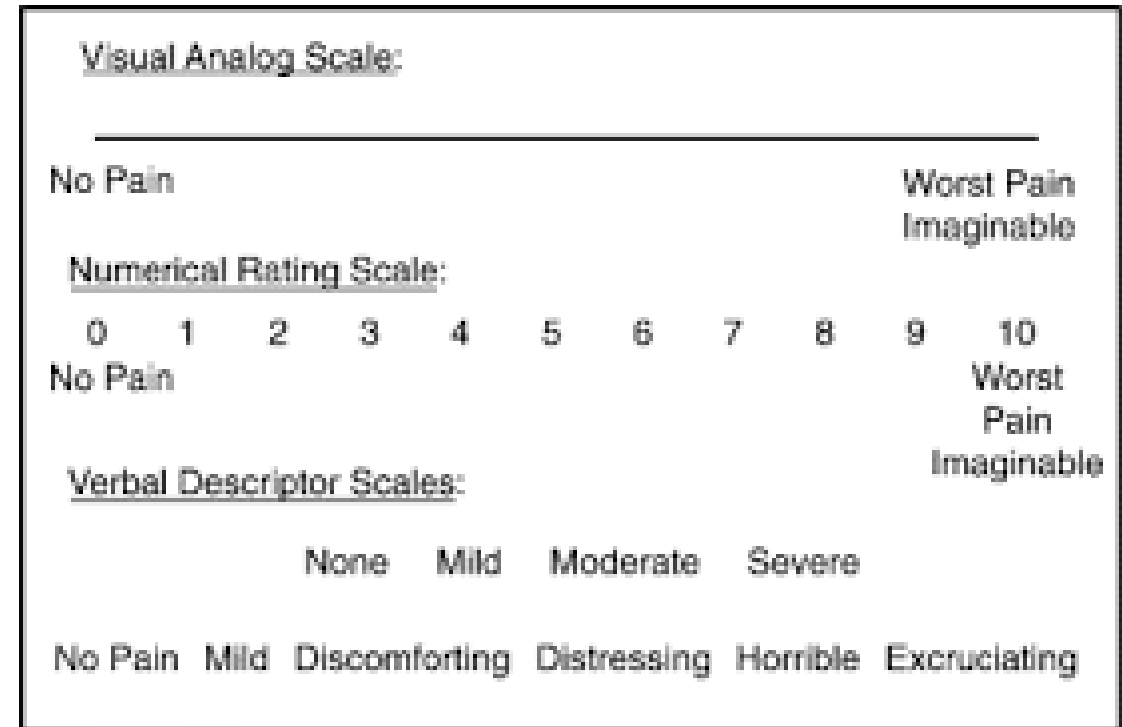 Visual Analog Scale:
No Pain Worst Pain
Imaginable
Numerical Rating Scale:
0 1 2 3 4 5 6 7 8 9 10
No Pain Worst
Pain
Imaginable
Verbal Descriptor Scales:
None Mild Moderate Severe
No Pain Mild Discomforting Distressing Horrible Excruciating